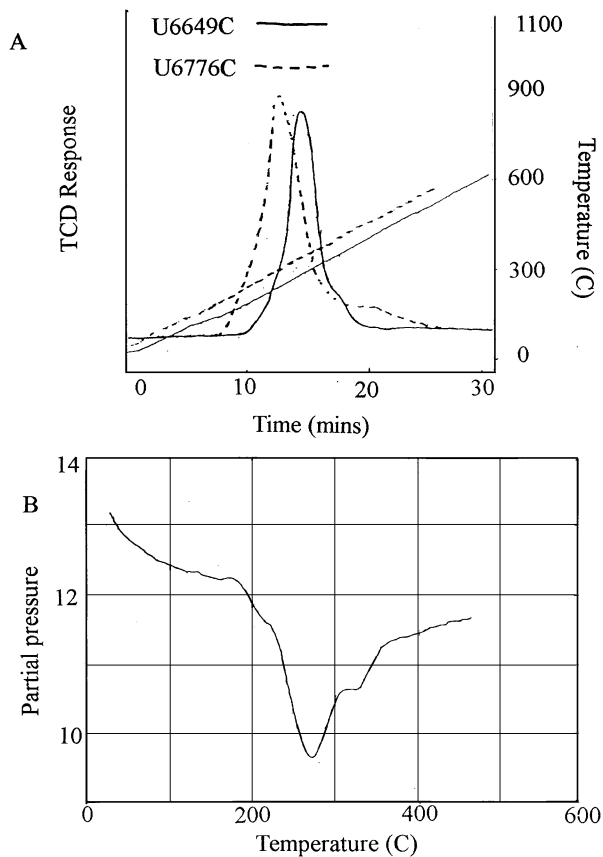 A
U6649C
U6776C
TCD Response
1100
900
600
300
0
Temperature (C)
0 10 20 30
Time (mins)
B
14
12
10
Partial pressure
0 200 400 600
Temperature (C)